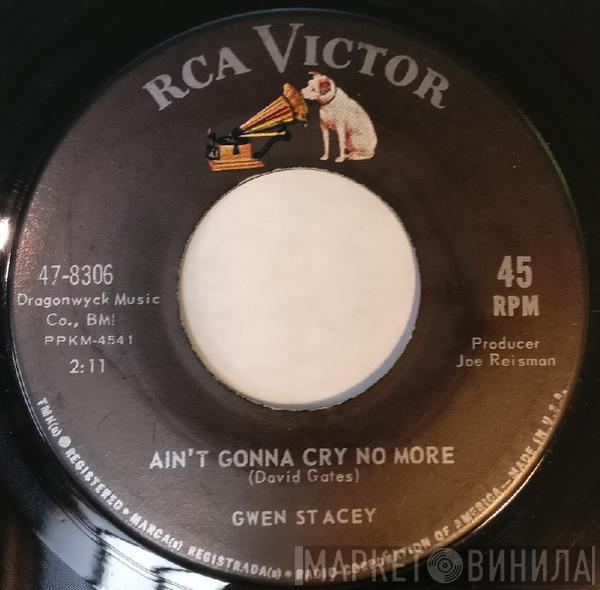 RCA VICTOR
47-8306
Dragonwyck Music
Co., BMI
PPKM-4541
2:11
45
RPM
Producer
Joe Reisman
AIN'T GONNA CRY NO MORE
(David Gates)
GWEN STACEY
TMK(s) ® REGISTERED • MARCA(s) REGISTRADA(s) • RADIO CORPORATION OF AMERICA—MADE IN U.S.A.
МАРКЕТ ВИНИЛА